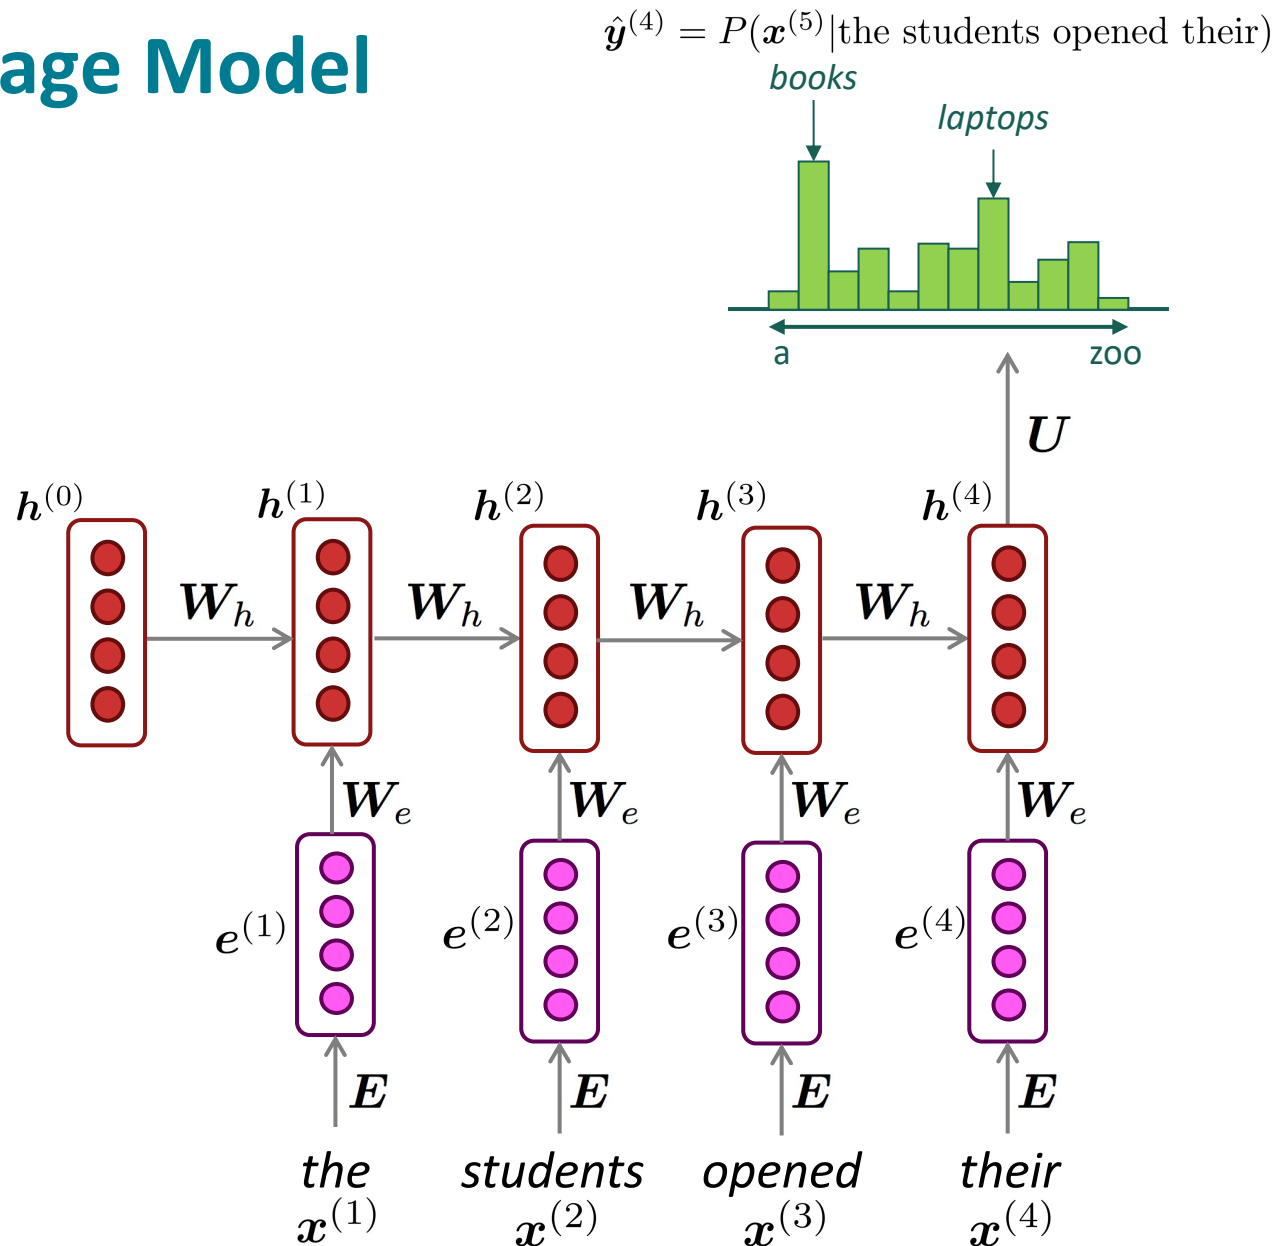 age Model
ŷ^(4) = P(x^(5)|the students opened their)
books
laptops
a zoo
U
h^(0) h^(1) h^(2) h^(3) h^(4)
W_h W_h W_h W_h
W_e W_e W_e W_e
e^(1) e^(2) e^(3) e^(4)
E E E E
the students opened their
x^(1) x^(2) x^(3) x^(4)